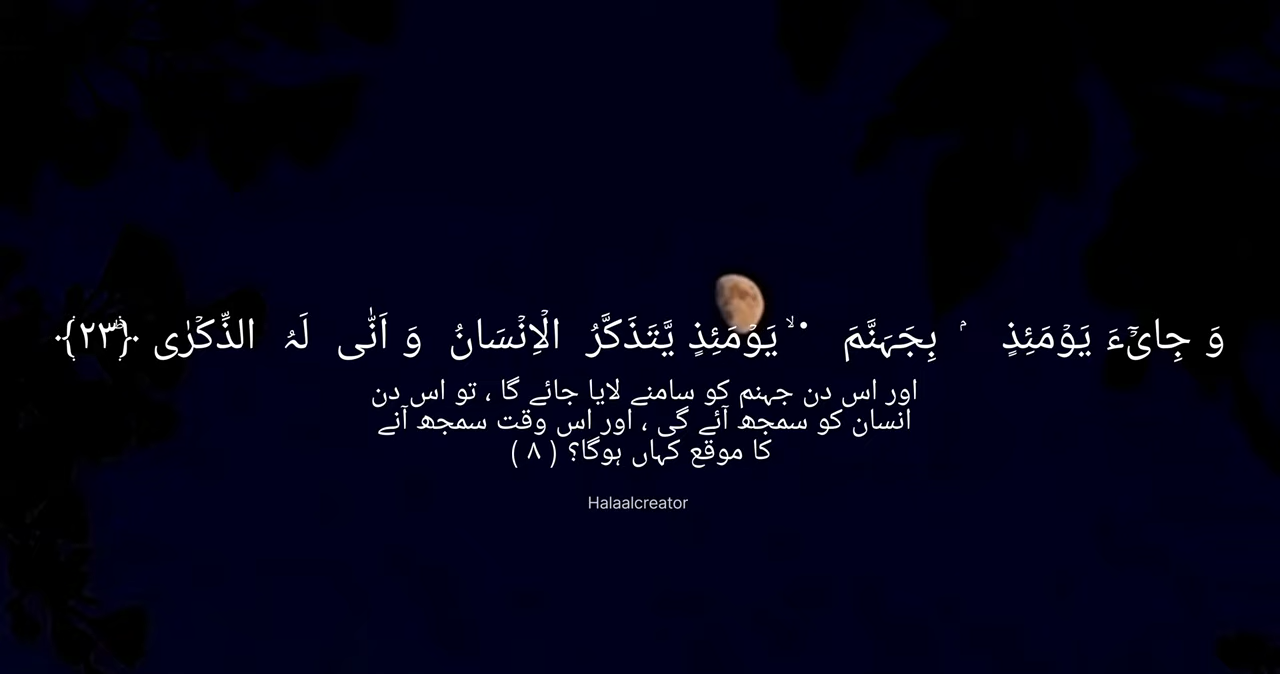 وَ جِایْٓءَ یَوْمَئِذٍۭ بِجَہَنَّمَ ۬ۙ یَوْمَئِذٍ یَّتَذَکَّرُ الْاِنْسَانُ وَ اَنّٰی لَہُ الذِّکْرٰی ﴿ؕ۲۳﴾
اور اس دن جہنم کو سامنے لایا جائے گا ، تو اس دن
انسان کو سمجھ آئے گی ، اور اس وقت سمجھ آنے
کا موقع کہاں ہوگا؟ ( ۸ )
Halaalcreator